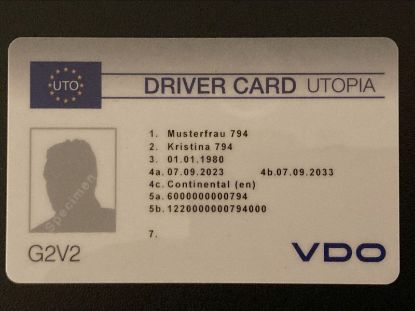 UTO
DRIVER CARD UTOPIA
1. Musterfrau 794
2. Kristina 794
3. 01.01.1980
4a. 07.09.2023 4b. 07.09.2033
4c. Continental (en)
5a. 6000000000794
5b. 1220000000794000
7.
Specimen
G2V2
VDO